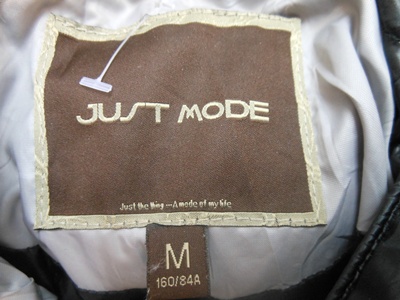 JUST MODE
Just the thing ---A mode of my life
M
160/84A